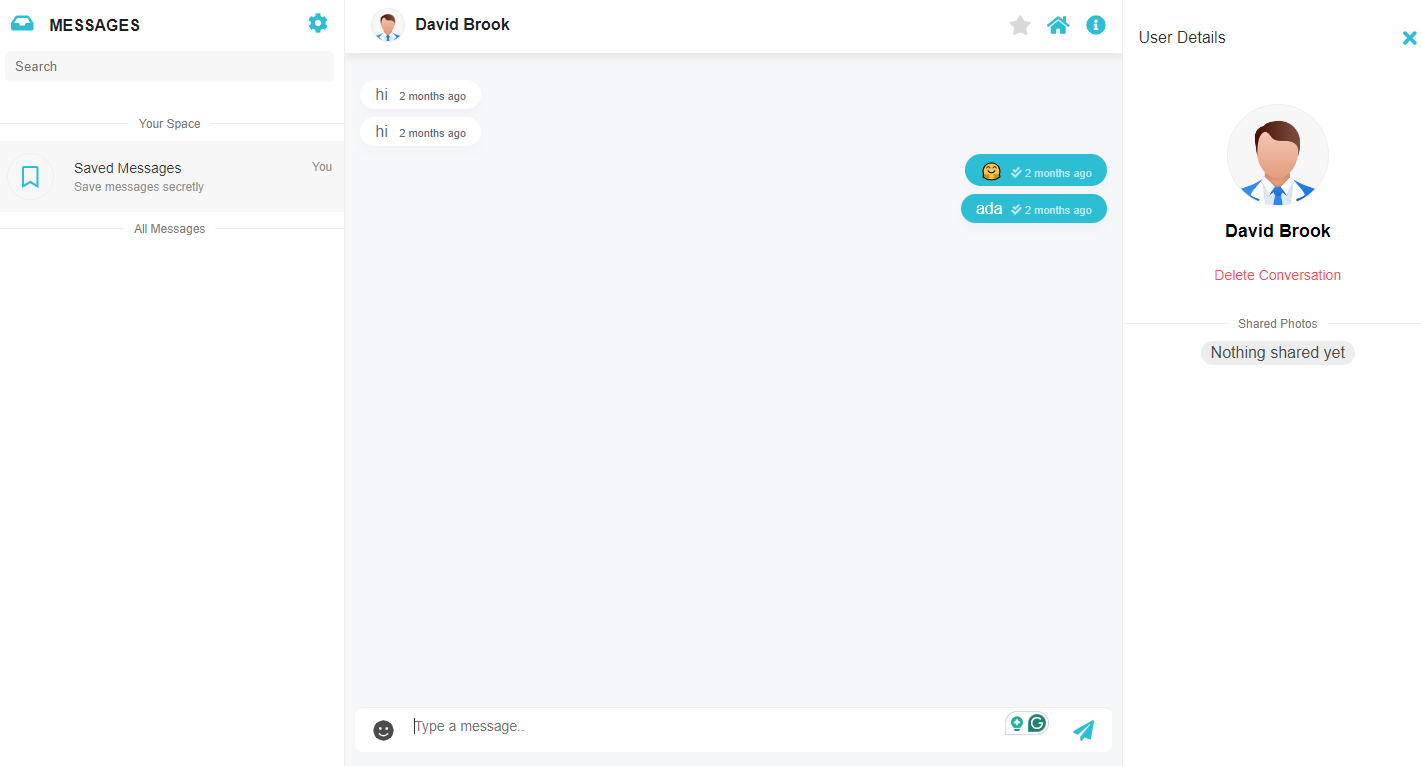 MESSAGES
Search
Your Space
Saved Messages
You
Save messages secretly
All Messages
David Brook
hi 2 months ago
hi 2 months ago
🤗 2 months ago
ada 2 months ago
Type a message..
User Details
David Brook
Delete Conversation
Shared Photos
Nothing shared yet